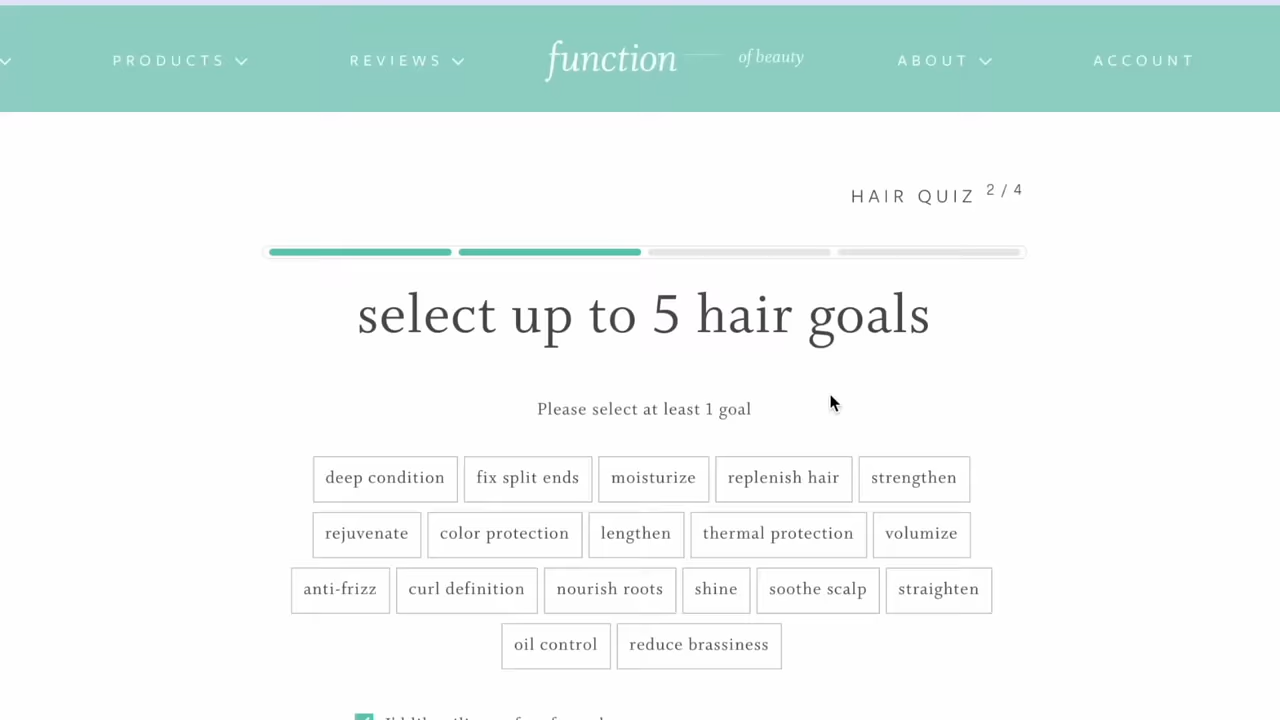 PRODUCTS REVIEWS function of beauty ABOUT ACCOUNT
HAIR QUIZ 2 / 4
select up to 5 hair goals
Please select at least 1 goal
deep condition fix split ends moisturize replenish hair strengthen
rejuvenate color protection lengthen thermal protection volumize
anti-frizz curl definition nourish roots shine soothe scalp straighten
oil control reduce brassiness